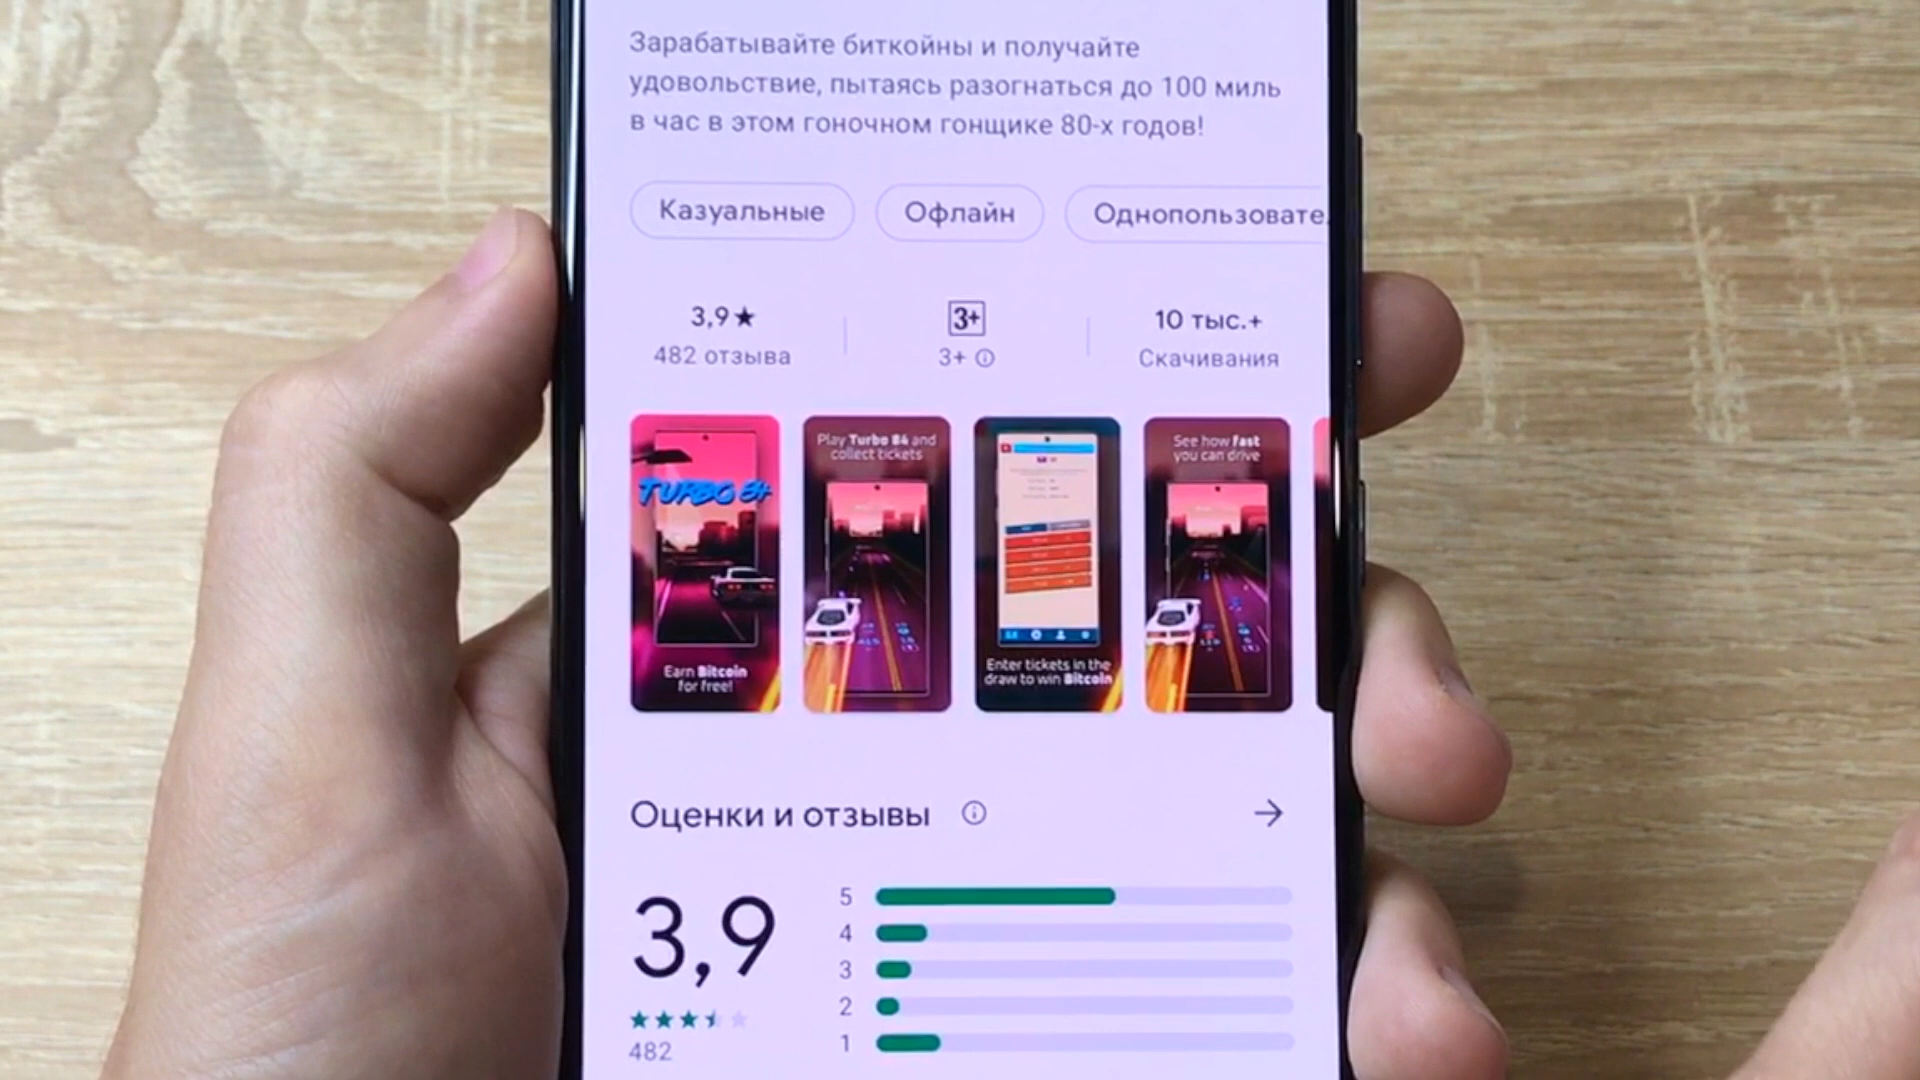 Зарабатывайте биткойны и получайте
удовольствие, пытаясь разогнаться до 100 миль
в час в этом гоночном гонщике 80-х годов!
Казуальные
Офлайн
Однопользовате
3,9★
482 отзыва
3+
3+
10 тыс.+
Скачивания
TURBO 84
Earn Bitcoin
for free!
Play Turbo 84 and
collect tickets
Enter tickets in the
draw to win Bitcoin
See how fast
you can drive
Оценки и отзывы
3,9
482
5
4
3
2
1